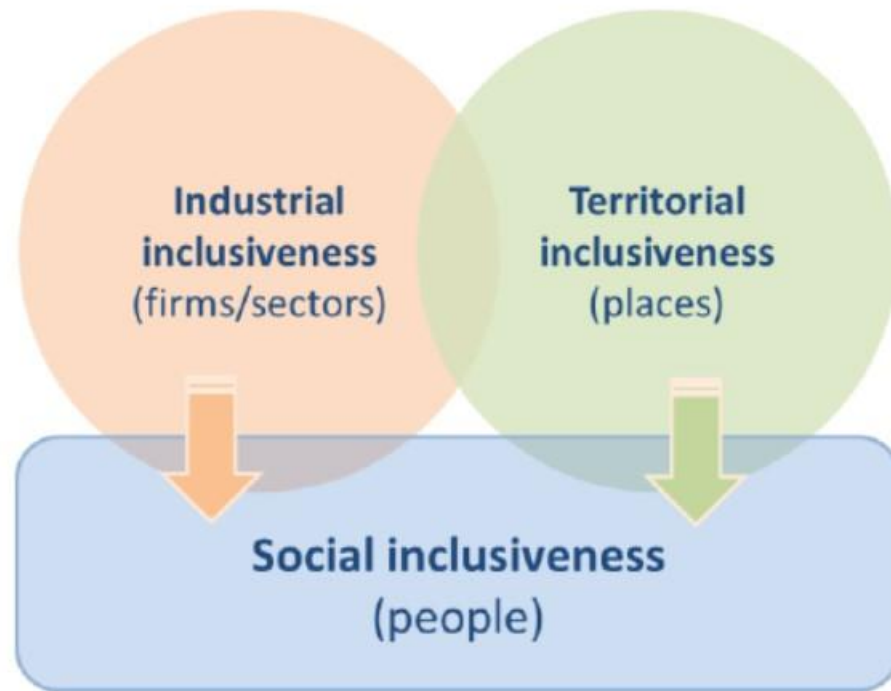 Industrial
inclusiveness
(firms/sectors)
Territorial
inclusiveness
(places)
Social inclusiveness
(people)